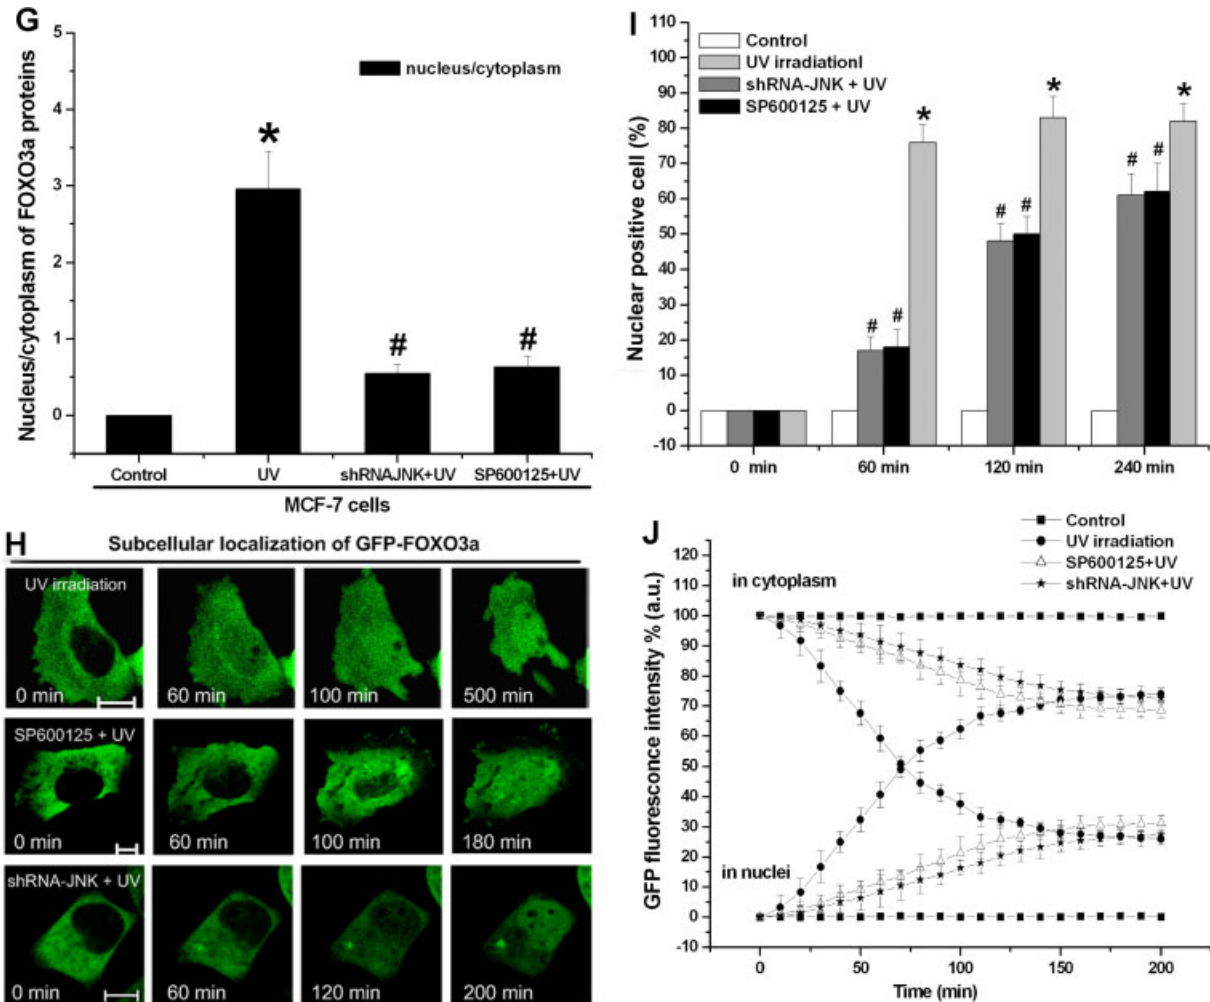 G
Nucleus/cytoplasm of FOXO3a proteins
5
4
3
2
1
0
nucleus/cytoplasm
*
#
#
Control
UV
shRNAJNK+UV
SP600125+UV
MCF-7 cells
I
Nuclear positive cell (%)
110
100
90
80
70
60
50
40
30
20
10
0
-10
Control
UV irradiationl
shRNA-JNK + UV
SP600125 + UV
# # *
# # *
# # *
0 min
60 min
120 min
240 min
H
Subcellular localization of GFP-FOXO3a
UV irradiation
0 min
60 min
100 min
500 min
SP600125 + UV
0 min
60 min
100 min
180 min
shRNA-JNK + UV
0 min
60 min
120 min
200 min
J
GFP fluorescence intensity % (a.u.)
120
110
100
90
80
70
60
50
40
30
20
10
0
-10
Control
UV irradiation
SP600125+UV
shRNA-JNK+UV
in cytoplasm
in nuclei
0
50
100
150
200
Time (min)